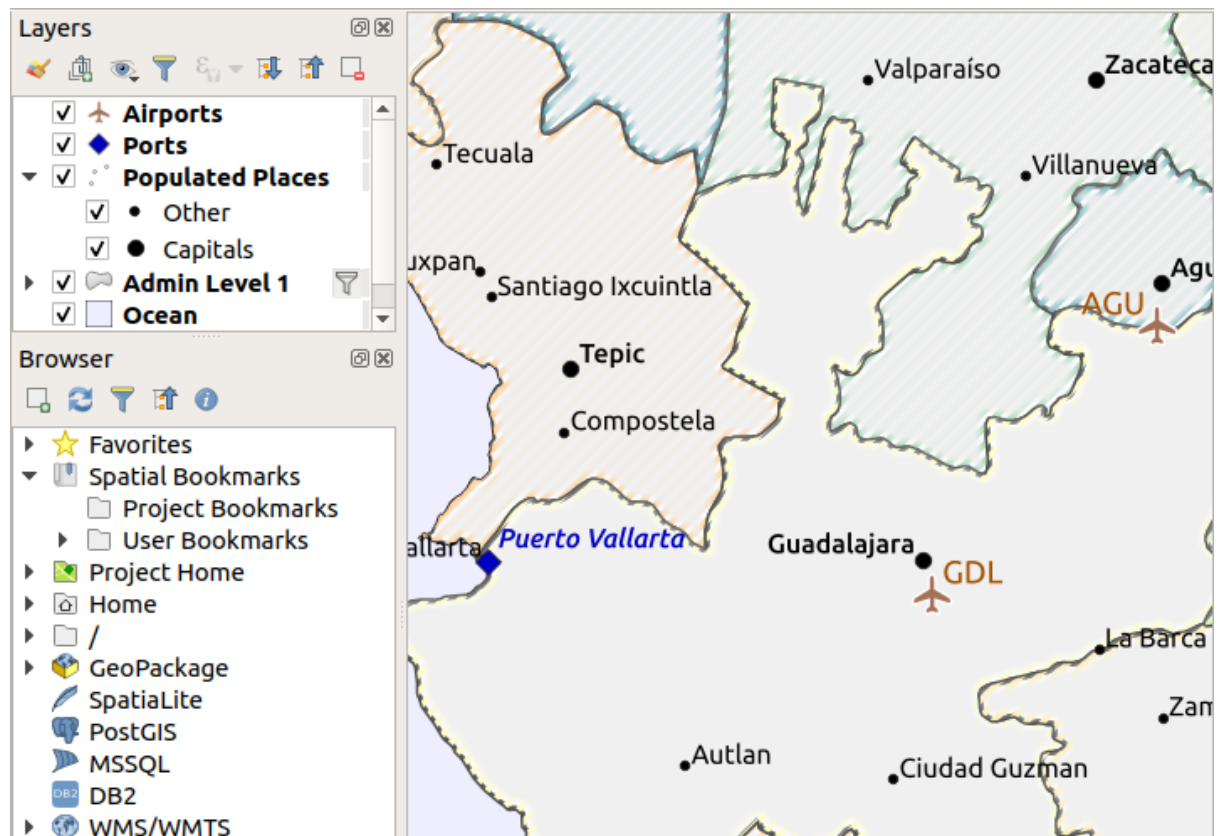 Layers
Airports
Ports
Populated Places
Other
Capitals
Admin Level 1
Ocean
Browser
Favorites
Spatial Bookmarks
Project Bookmarks
User Bookmarks
Project Home
Home
/
GeoPackage
SpatiaLite
PostGIS
MSSQL
DB2
DB2
WMS/WMTS
Valparaíso
Zacateca
Tecuala
Villanueva
uxpan
Santiago Ixcuintla
Agu
AGU
Tepic
Compostela
allarta
Puerto Vallarta
Guadalajara
GDL
La Barca
Zam
Autlan
Ciudad Guzman